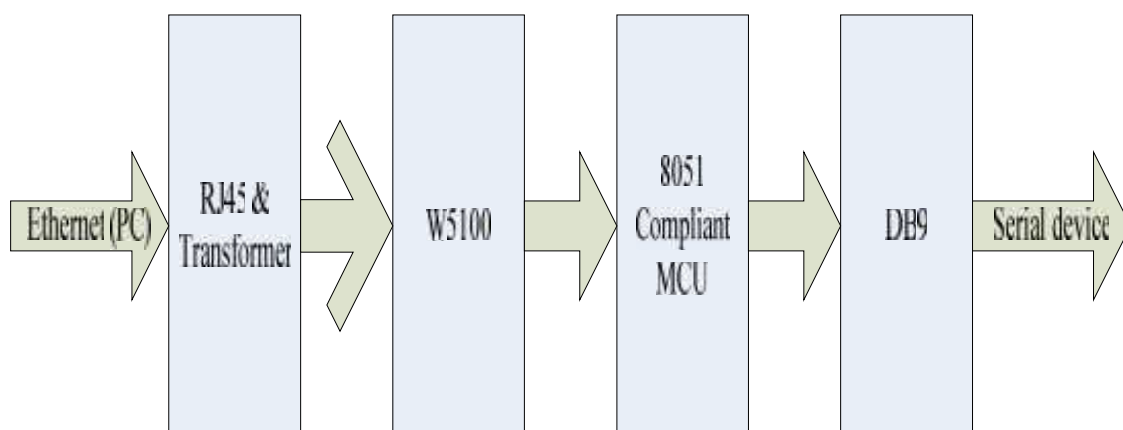 Ethernet (PC)
RJ45 &
Transformer
W5100
8051
Compliant
MCU
DB9
Serial device